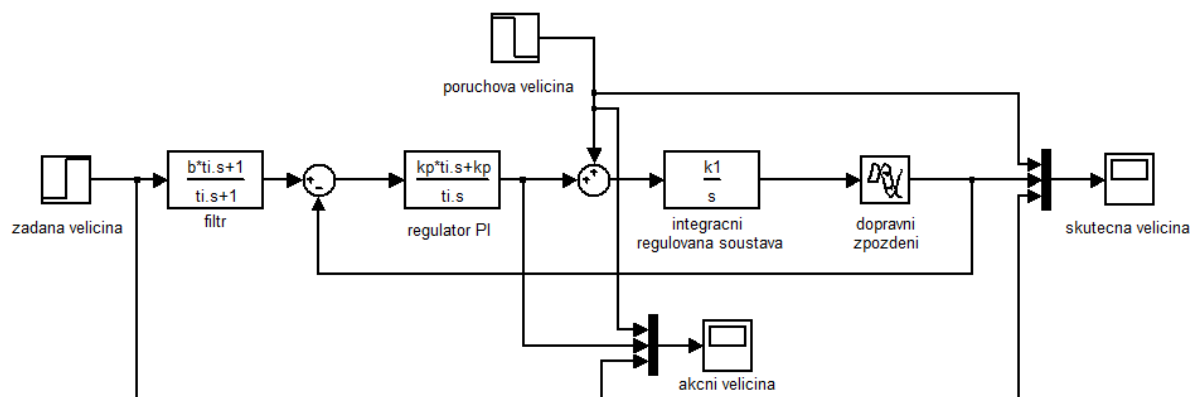 poruchova velicina
zadana velicina
b*ti.s+1
ti.s+1
filtr
+
-
kp*ti.s+kp
ti.s
regulator PI
+
+
k1
s
integracni
regulovana soustava
dopravni
zpozdeni
skutecna velicina
akcni velicina